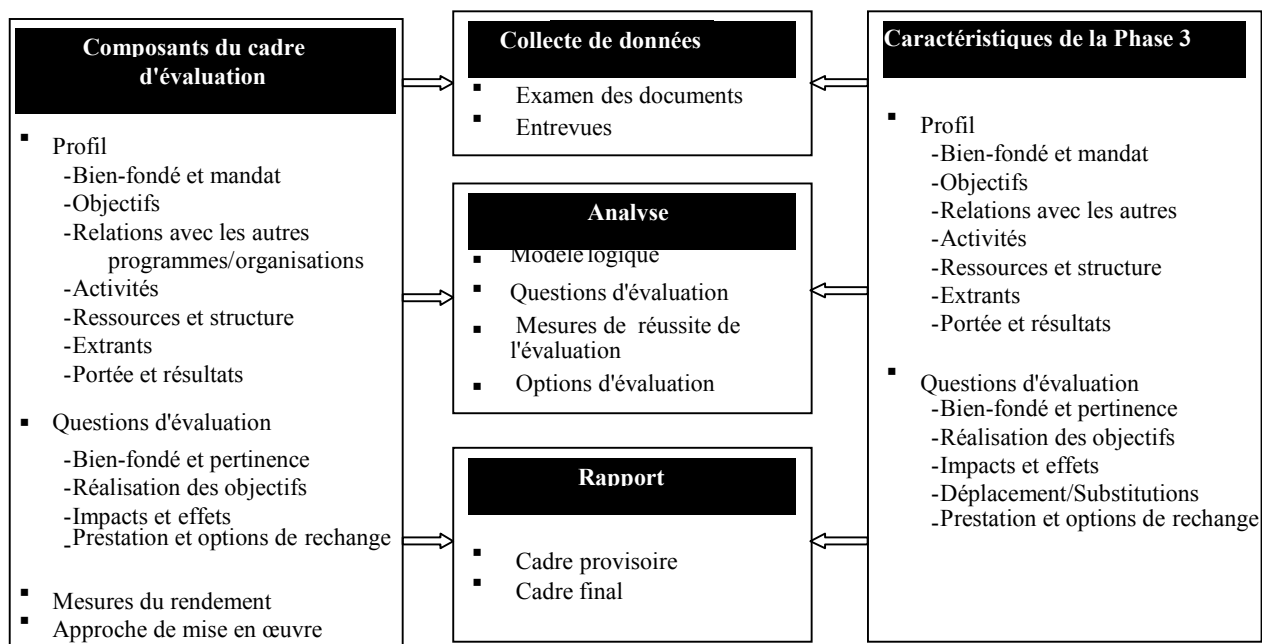 Composants du cadre
d'évaluation
▪ Profil
-Bien-fondé et mandat
-Objectifs
-Relations avec les autres
programmes/organisations
-Activités
-Ressources et structure
-Extrants
-Portée et résultats
▪ Questions d'évaluation
-Bien-fondé et pertinence
-Réalisation des objectifs
-Impacts et effets
-Prestation et options de rechange
▪ Mesures du rendement
▪ Approche de mise en œuvre
Collecte de données
▪ Examen des documents
▪ Entrevues
Analyse
▪ Modèle logique
▪ Questions d'évaluation
▪ Mesures de réussite de
l'évaluation
▪ Options d'évaluation
Rapport
▪ Cadre provisoire
▪ Cadre final
Caractéristiques de la Phase 3
▪ Profil
-Bien-fondé et mandat
-Objectifs
-Relations avec les autres
-Activités
-Ressources et structure
-Extrants
-Portée et résultats
▪ Questions d'évaluation
-Bien-fondé et pertinence
-Réalisation des objectifs
-Impacts et effets
-Déplacement/Substitutions
-Prestation et options de rechange